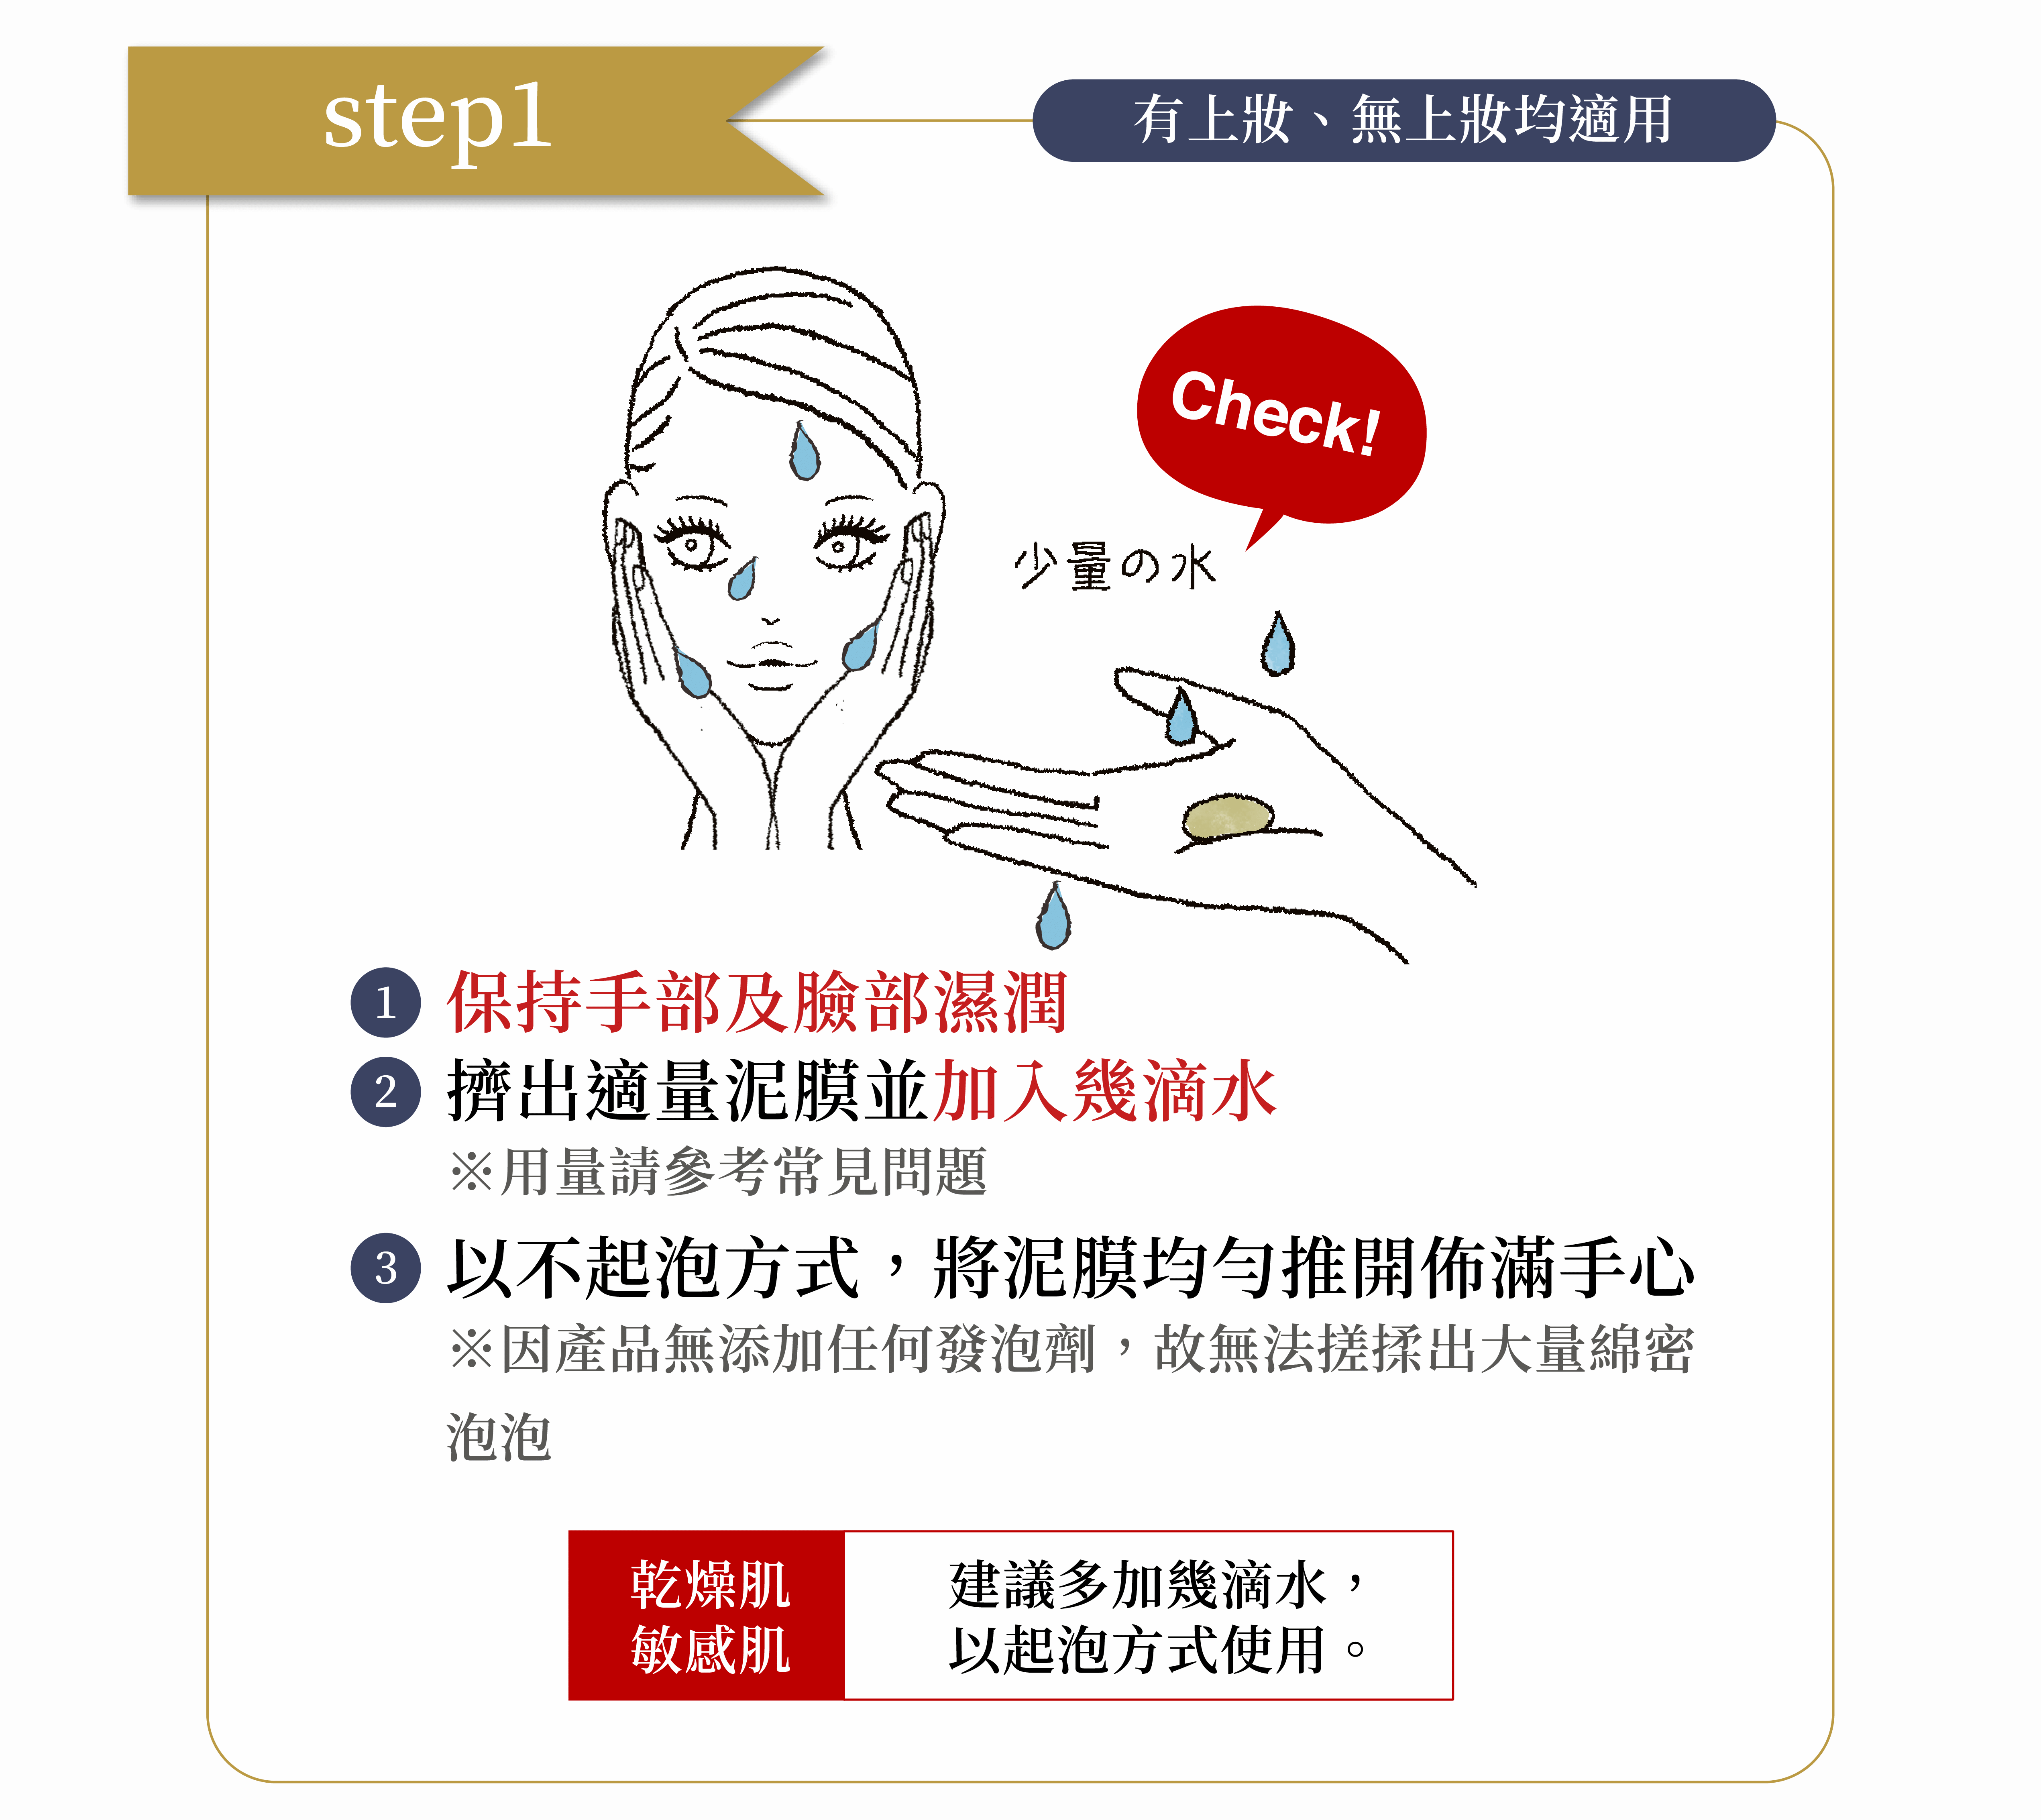 step1
有上妝、無上妝均適用
Check!
少量の水
1 保持手部及臉部濕潤
2 擠出適量泥膜並加入幾滴水
※用量請參考常見問題
3 以不起泡方式，將泥膜均勻推開佈滿手心
※因產品無添加任何發泡劑，故無法搓揉出大量綿密
泡泡
乾燥肌
敏感肌
建議多加幾滴水，
以起泡方式使用。